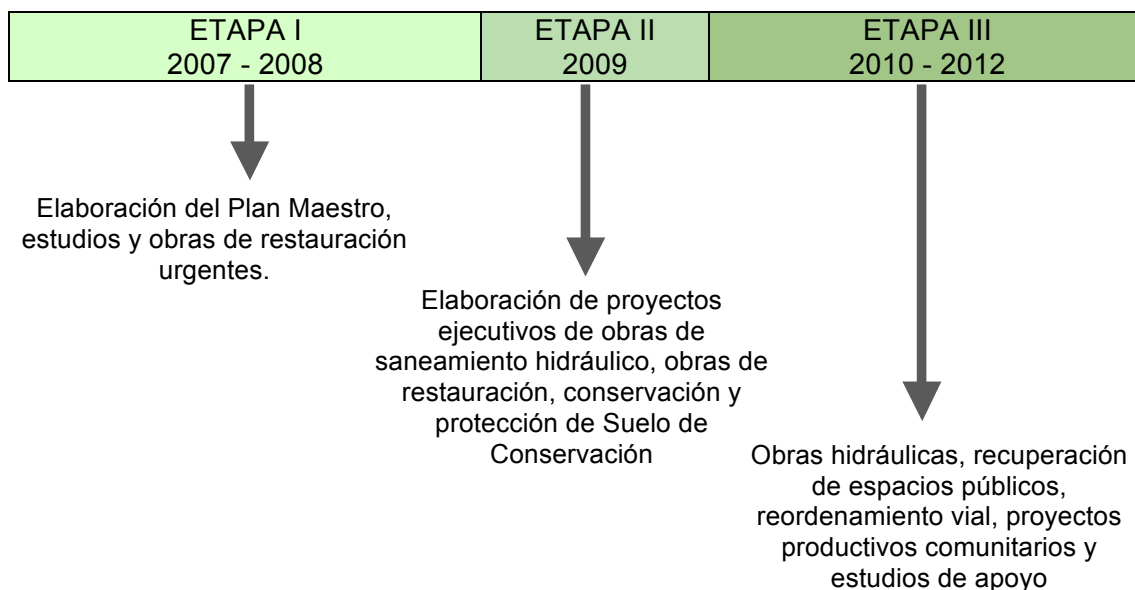 ETAPA I
2007 - 2008
ETAPA II
2009
ETAPA III
2010 - 2012
Elaboración del Plan Maestro,
estudios y obras de restauración
urgentes.
Elaboración de proyectos
ejecutivos de obras de
saneamiento hidráulico, obras de
restauración, conservación y
protección de Suelo de
Conservación
Obras hidráulicas, recuperación
de espacios públicos,
reordenamiento vial, proyectos
productivos comunitarios y
estudios de apoyo